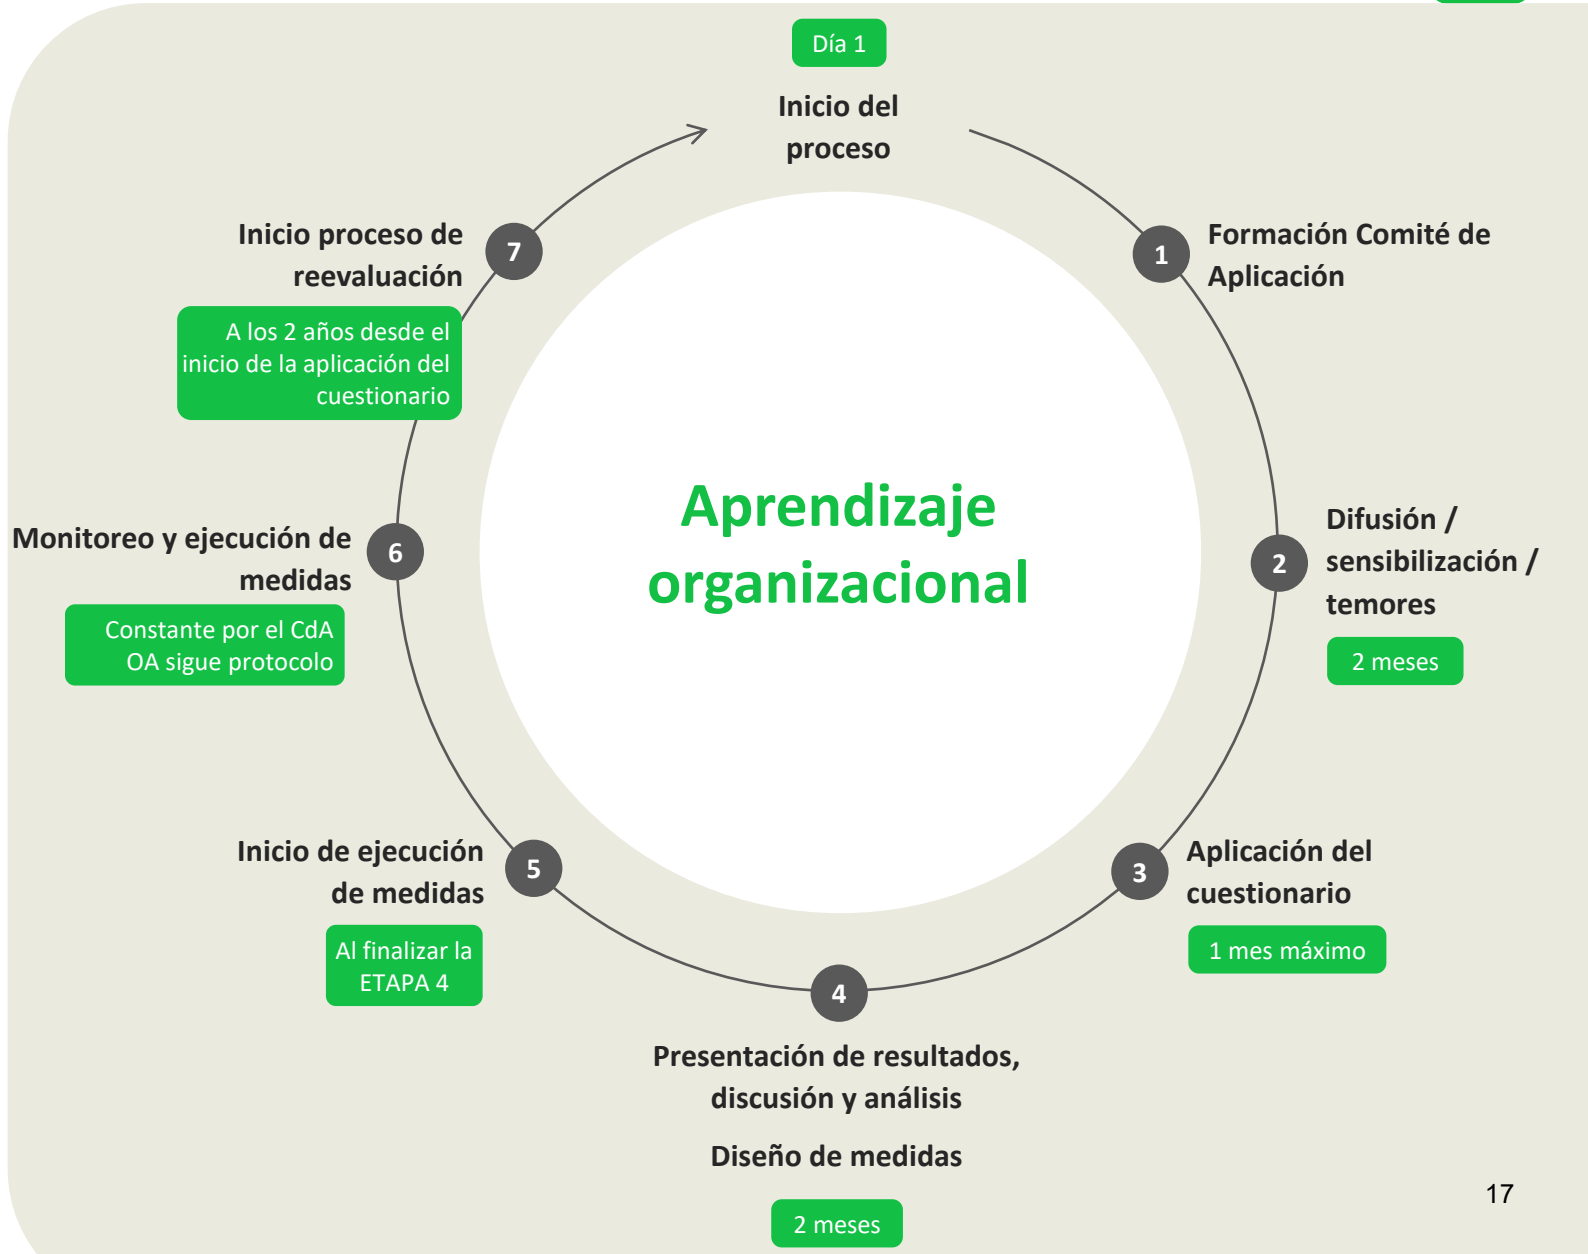 Día 1
Inicio del
proceso
1
Formación Comité de
Aplicación
2
Difusión /
sensibilización /
temores
2 meses
3
Aplicación del
cuestionario
1 mes máximo
4
Presentación de resultados,
discusión y análisis
Diseño de medidas
2 meses
5
Inicio de ejecución
de medidas
Al finalizar la
ETAPA 4
6
Monitoreo y ejecución de
medidas
Constante por el CdA
OA sigue protocolo
7
Inicio proceso de
reevaluación
A los 2 años desde el
inicio de la aplicación del
cuestionario
Aprendizaje
organizacional
17